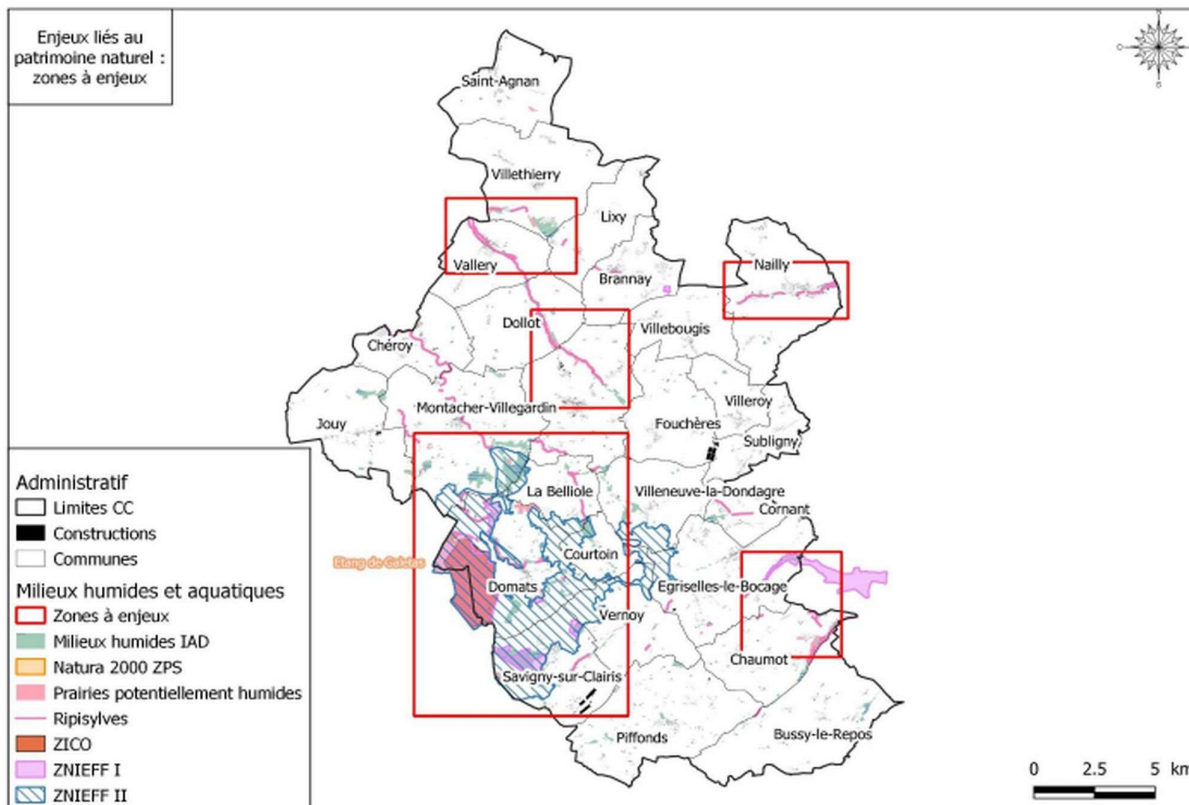 Enjeux liés au
patrimoine naturel :
zones à enjeux
Saint-Agnan
Villethierry
Lixy
Vallery
Brannay
Nailly
Dollot
Villebougis
Chéroy
Jouy
Montacher-Villegardin
Fouchères
Villeroy
Subligny
La Belliole
Villeneuve-la-Dondagre
Cornant
Courtoin
Etang de Galetas
Domats
Egriselles-le-Bocage
Vernoy
Chaumot
Savigny-sur-Clairis
Piffonds
Bussy-le-Repos
Administratif
Limites CC
Constructions
Communes
Milieux humides et aquatiques
Zones à enjeu
Milieux humides IAD
Natura 2000 ZPS
Prairies potentiellement humides
Ripisylves
ZICO
ZNIEFF I
ZNIEFF II
0 2.5 5 km